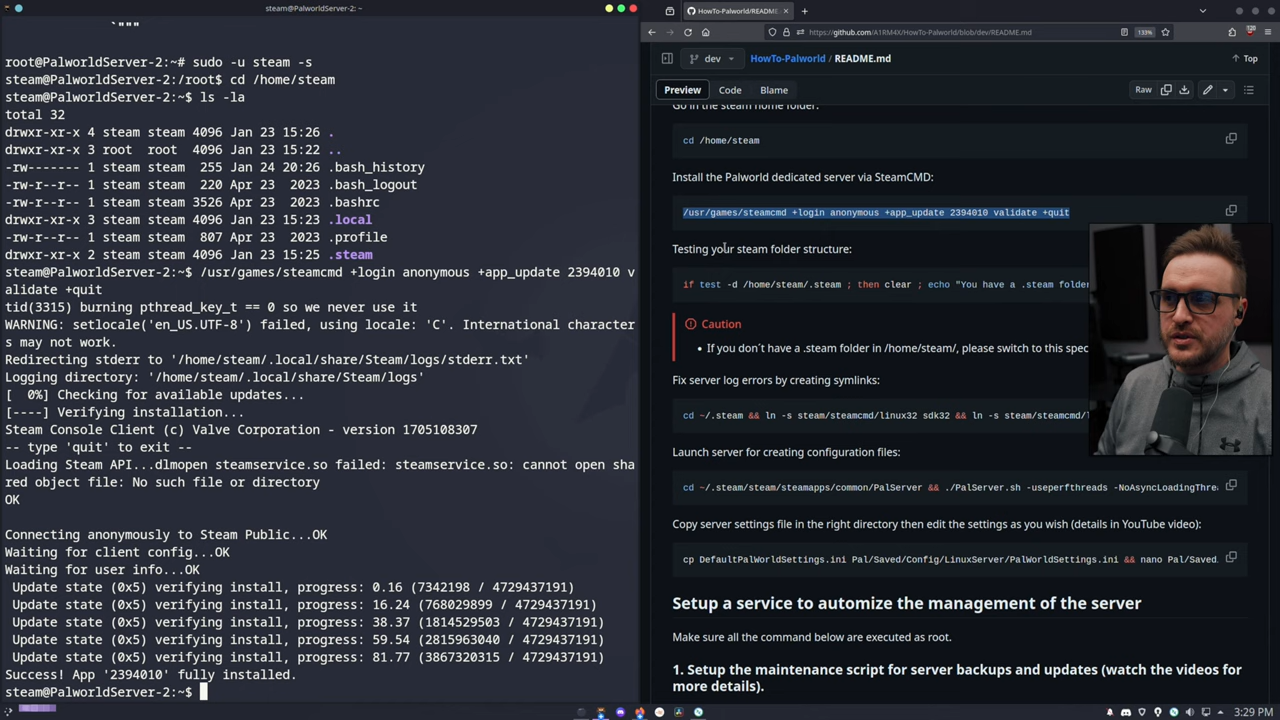 steam@PalworldServer-2: ~
`"""
root@PalworldServer-2:~# sudo -u steam -s
steam@PalworldServer-2:/root$ cd /home/steam
steam@PalworldServer-2:~$ ls -la
total 32
drwxr-xr-x 4 steam steam 4096 Jan 23 15:26 .
drwxr-xr-x 3 root  root  4096 Jan 23 15:22 ..
-rw------- 1 steam steam  255 Jan 24 20:26 .bash_history
-rw-r--r-- 1 steam steam  220 Apr 23  2023 .bash_logout
-rw-r--r-- 1 steam steam 3526 Apr 23  2023 .bashrc
drwxr-xr-x 3 steam steam 4096 Jan 23 15:23 .local
-rw-r--r-- 1 steam steam  807 Apr 23  2023 .profile
drwxr-xr-x 2 steam steam 4096 Jan 23 15:25 .steam
steam@PalworldServer-2:~$ /usr/games/steamcmd +login anonymous +app_update 2394010 v
alidate +quit
tid(3315) burning pthread_key_t == 0 so we never use it
WARNING: setlocale('en_US.UTF-8') failed, using locale: 'C'. International character
s may not work.
Redirecting stderr to '/home/steam/.local/share/Steam/logs/stderr.txt'
Logging directory: '/home/steam/.local/share/Steam/logs'
[  0%] Checking for available updates...
[----] Verifying installation...
Steam Console Client (c) Valve Corporation - version 1705108307
-- type 'quit' to exit --
Loading Steam API...dlmopen steamservice.so failed: steamservice.so: cannot open sha
red object file: No such file or directory
OK
Connecting anonymously to Steam Public...OK
Waiting for client config...OK
Waiting for user info...OK
Update state (0x5) verifying install, progress: 0.16 (7342198 / 4729437191)
Update state (0x5) verifying install, progress: 16.24 (768029899 / 4729437191)
Update state (0x5) verifying install, progress: 38.37 (1814529503 / 4729437191)
Update state (0x5) verifying install, progress: 59.54 (2815963040 / 4729437191)
Update state (0x5) verifying install, progress: 81.77 (3867320315 / 4729437191)
Success! App '2394010' fully installed.
steam@PalworldServer-2:~$
HowTo-Palworld/README.md
https://github.com/A1RM4X/HowTo-Palworld/blob/dev/README.md
133%
dev
HowTo-Palworld / README.md
Top
Preview
Code
Blame
Raw
Go in the steam home folder:
cd /home/steam
Install the Palworld dedicated server via SteamCMD:
/usr/games/steamcmd +login anonymous +app_update 2394010 validate +quit
Testing your steam folder structure:
if test -d /home/steam/.steam ; then clear ; echo "You have a .steam folde
Caution
• If you don´t have a .steam folder in /home/steam/, please switch to this spec
Fix server log errors by creating symlinks:
cd ~/.steam && ln -s steam/steamcmd/linux32 sdk32 && ln -s steam/steamcmd/l
Launch server for creating configuration files:
cd ~/.steam/steam/steamapps/common/PalServer && ./PalServer.sh -useperfthreads -NoAsyncLoadingThre
Copy server settings file in the right directory then edit the settings as you wish (details in YouTube video):
cp DefaultPalWorldSettings.ini Pal/Saved/Config/LinuxServer/PalWorldSettings.ini && nano Pal/Saved.
Setup a service to automize the management of the server
Make sure all the command below are executed as root.
1. Setup the maintenance script for server backups and updates (watch the videos for
more details).
3:29 PM